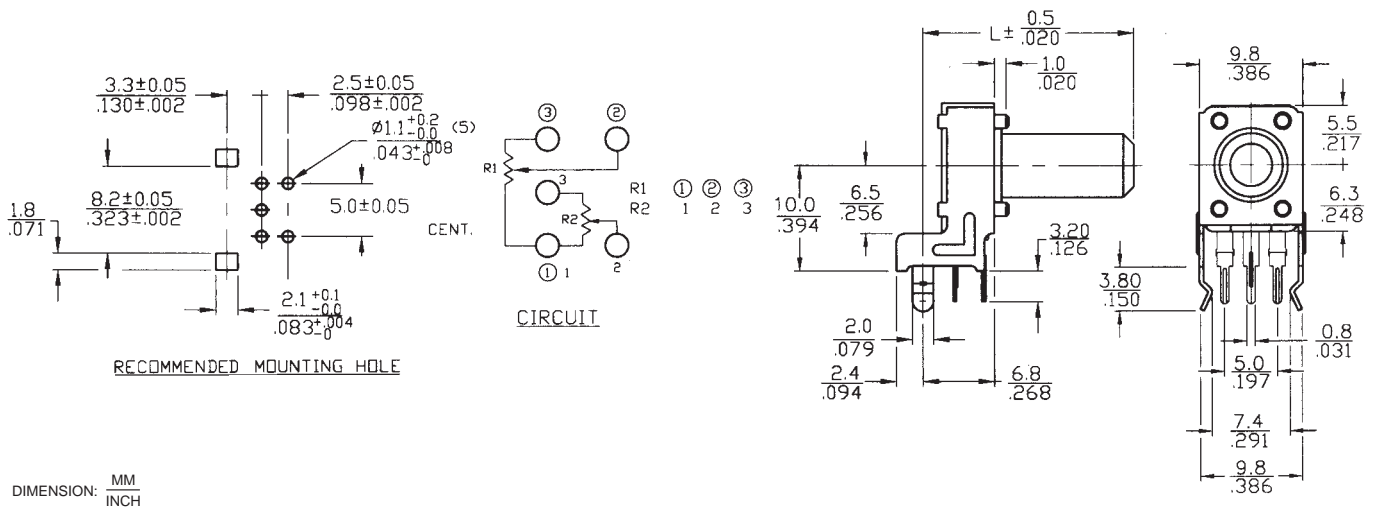 3.3±0.05
.130±.002
2.5±0.05
.098±.002
Ø1.1 +0.2 -0.0 (5)
.043 +.008 -0
8.2±0.05
.323±.002
5.0±0.05
1.8
.071
2.1 +0.1 -0.0
.083 +.004 -0
RECOMMENDED MOUNTING HOLE
③ ②
R1
3
R2
CENT.
① 1 2
CIRCUIT
R1 ① ② ③
R2 1 2 3
L± 0.5
.020
1.0
.020
10.0
.394
6.5
.256
3.20
.126
2.0
.079
2.4
.094
6.8
.268
9.8
.386
5.5
.217
6.3
.248
3.80
.150
0.8
.031
5.0
.197
7.4
.291
9.8
.386
DIMENSION: MM
INCH